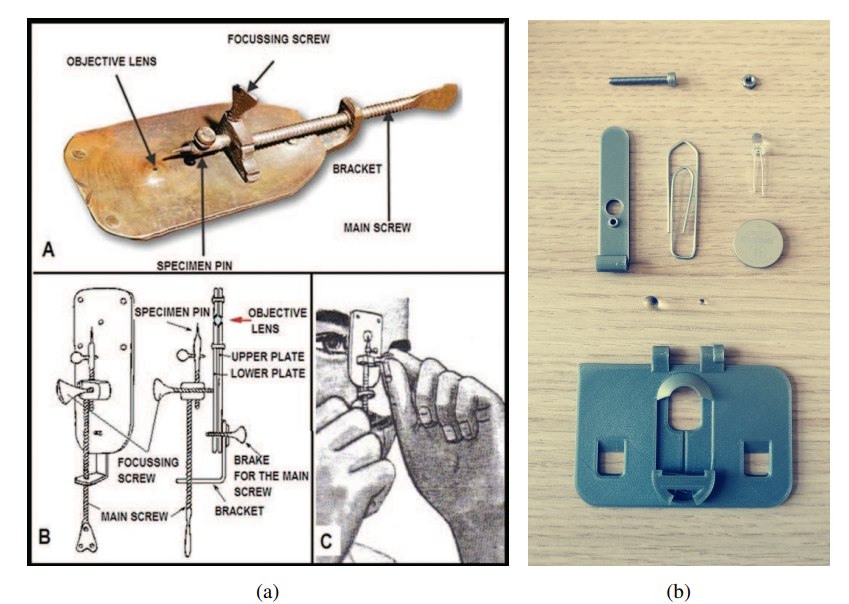 FOCUSSING SCREW
OBJECTIVE LENS
BRACKET
MAIN SCREW
A
SPECIMEN PIN
SPECIMEN PIN
OBJECTIVE
LENS
UPPER PLATE
LOWER PLATE
FOCUSSING
SCREW
BRAKE
FOR THE MAIN
SCREW
MAIN SCREW
BRACKET
B
C
(a)
(b)